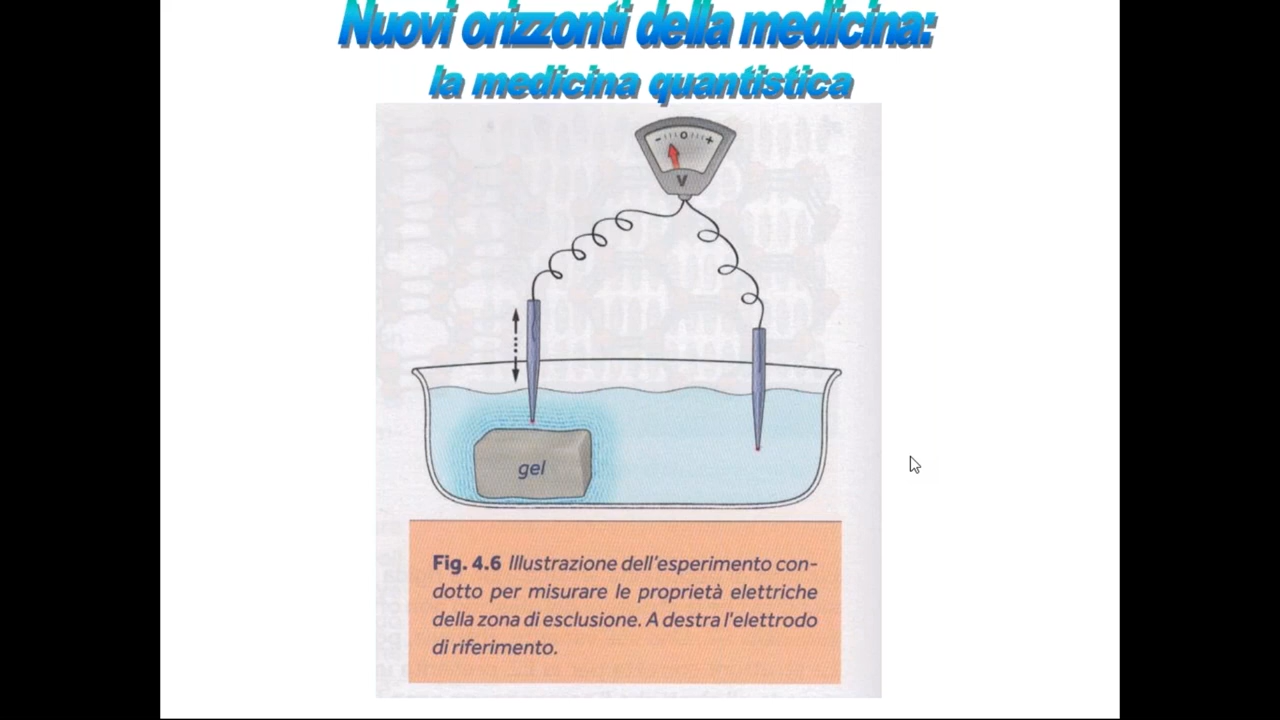 Nuovi orizzonti della medicina:
la medicina quantistica
- O +
V
gel
Fig. 4.6 Illustrazione dell'esperimento con-
dotto per misurare le proprietà elettriche
della zona di esclusione. A destra l'elettrodo
di riferimento.